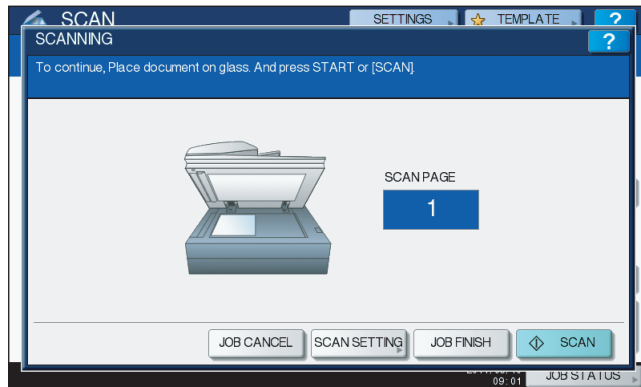 SCAN
SETTINGS
TEMPLATE
?
SCANNING
?
To continue, Place document on glass. And press START or [SCAN].
SCAN PAGE
1
JOB CANCEL
SCAN SETTING
JOB FINISH
SCAN
09:01
JOB STATUS